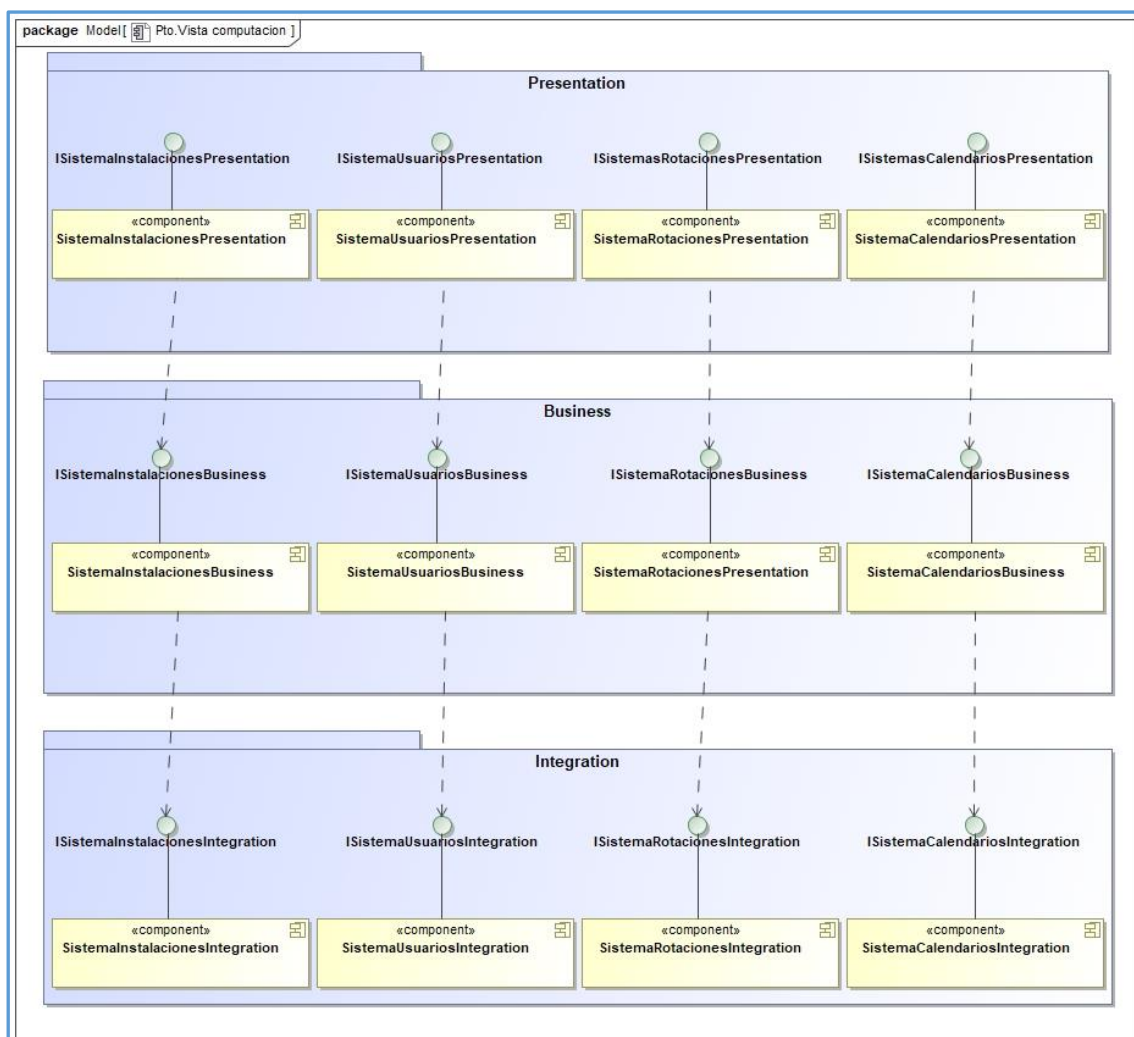 package Model[ Pto.Vista computacion ]
Presentation
ISistemaInstalacionesPresentation
ISistemaUsuariosPresentation
ISistemasRotacionesPresentation
ISistemasCalendariosPresentation
«component»
SistemaInstalacionesPresentation
«component»
SistemaUsuariosPresentation
«component»
SistemaRotacionesPresentation
«component»
SistemaCalendariosPresentation
Business
ISistemaInstalacionesBusiness
ISistemaUsuariosBusiness
ISistemaRotacionesBusiness
ISistemaCalendariosBusiness
«component»
SistemaInstalacionesBusiness
«component»
SistemaUsuariosBusiness
«component»
SistemaRotacionesPresentation
«component»
SistemaCalendariosBusiness
Integration
ISistemaInstalacionesIntegration
ISistemaUsuariosIntegration
ISistemaRotacionesIntegration
ISistemaCalendariosIntegration
«component»
SistemaInstalacionesIntegration
«component»
SistemaUsuariosIntegration
«component»
SistemaRotacionesIntegration
«component»
SistemaCalendariosIntegration